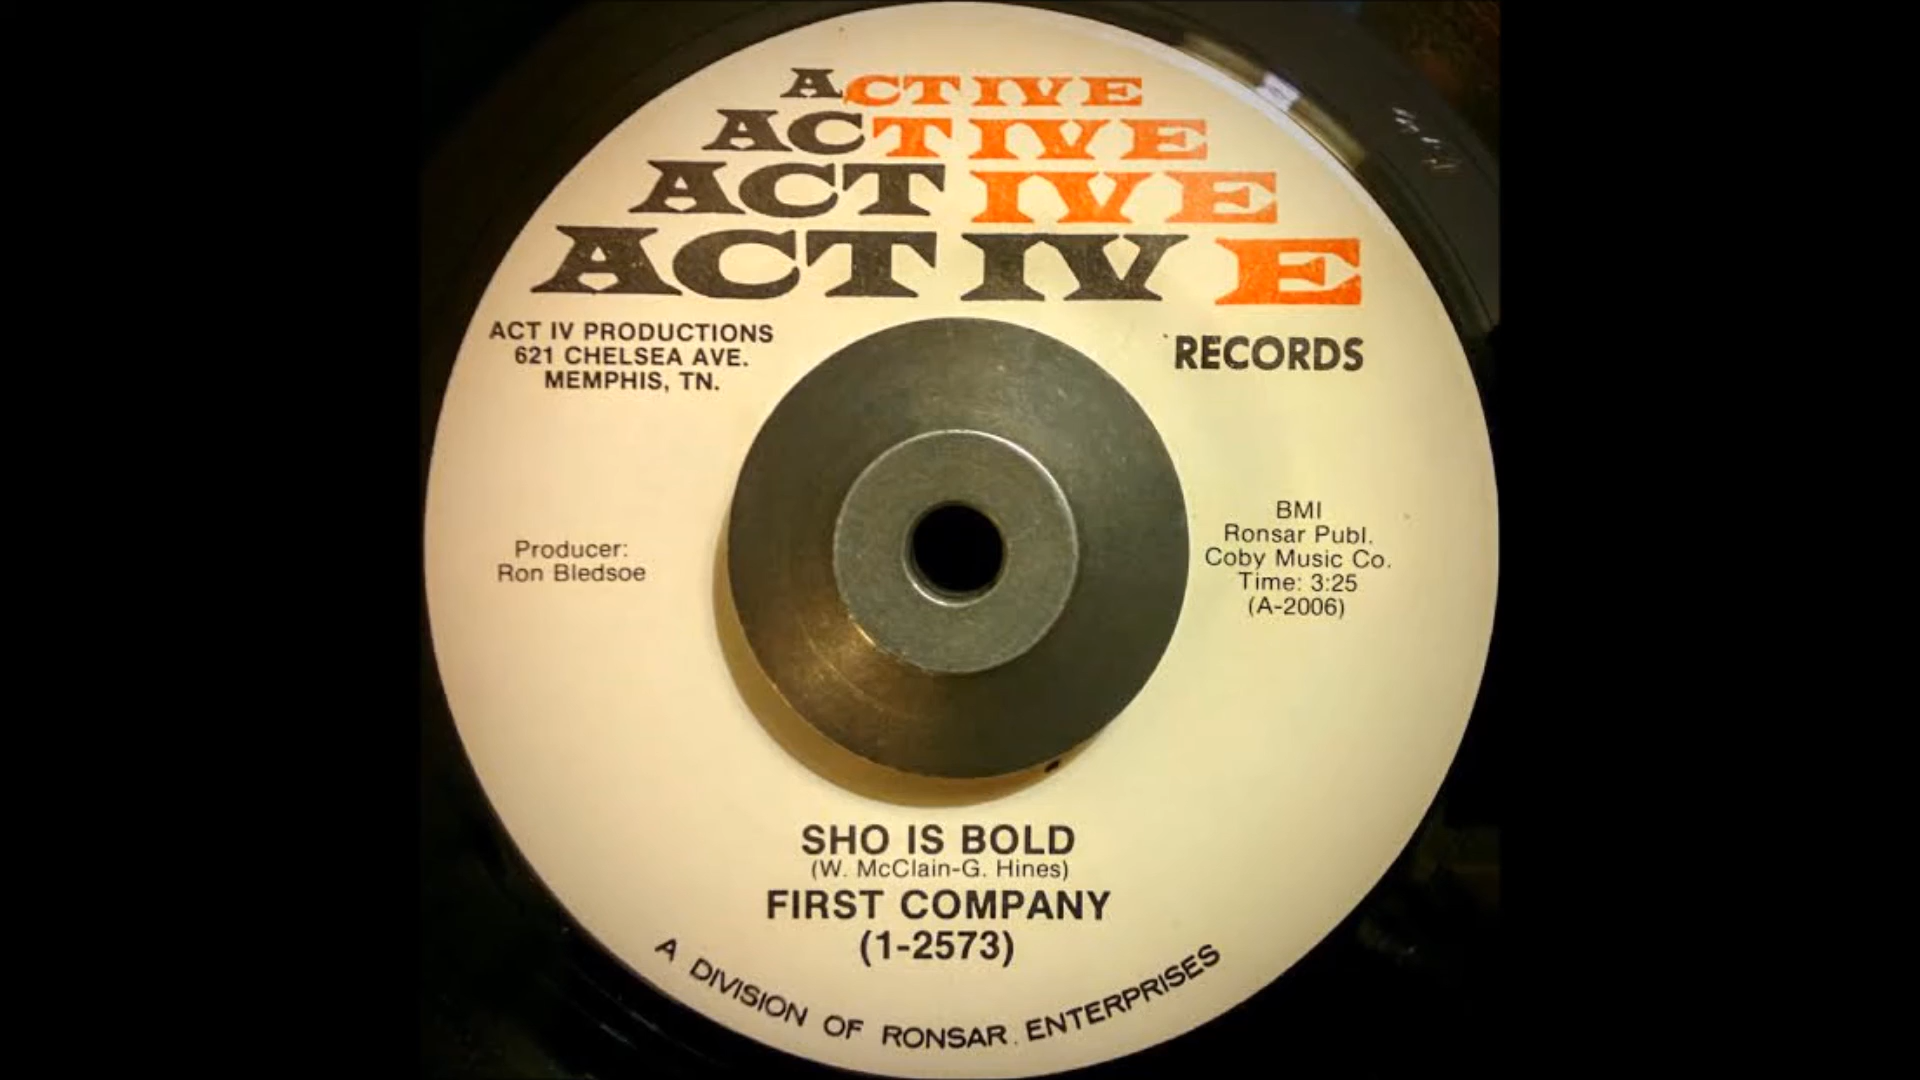 ACTIVE
ACTIVE
ACTIVE
ACTIVE
RECORDS
ACT IV PRODUCTIONS
621 CHELSEA AVE.
MEMPHIS, TN.
Producer:
Ron Bledsoe
BMI
Ronsar Publ.
Coby Music Co.
Time: 3:25
(A-2006)
SHO IS BOLD
(W. McClain-G. Hines)
FIRST COMPANY
(1-2573)
A DIVISION OF RONSAR ENTERPRISES